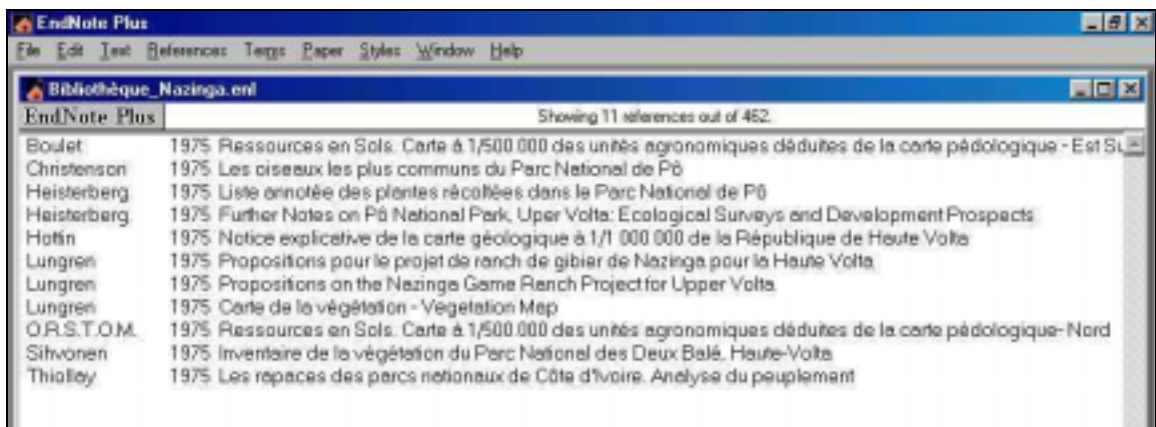 EndNote Plus
File Edit Text References Terms Paper Styles Window Help
Bibliothèque_Nazinga.enl
EndNote Plus Showing 11 references out of 462.
Boulet 1975 Ressources en Sols. Carte à 1/500.000 des unités agronomiques déduites de la carte pédologique - Est Su
Christenson 1975 Les oiseaux les plus communs du Parc National de Pô
Heisterberg 1975 Liste annotée des plantes récoltées dans le Parc National de Pô
Heisterberg 1975 Further Notes on Pô National Park, Uper Volta: Ecological Surveys and Development Prospects
Hottin 1975 Notice explicative de la carte géologique à 1/1 000 000 de la République de Haute Volta
Lungren 1975 Propositions pour le projet de ranch de gibier de Nazinga pour la Haute Volta
Lungren 1975 Propositions on the Nazinga Game Ranch Project for Upper Volta
Lungren 1975 Carte de la végétation - Vegetation Map
O.R.S.T.O.M. 1975 Ressources en Sols. Carte à 1/500.000 des unités agronomiques déduites de la carte pédologique- Nord
Sihvonen 1975 Inventaire de la végétation du Parc National des Deux Balé, Haute-Volta
Thiollay 1975 Les rapaces des parcs nationaux de Côte d'Ivoire. Analyse du peuplement